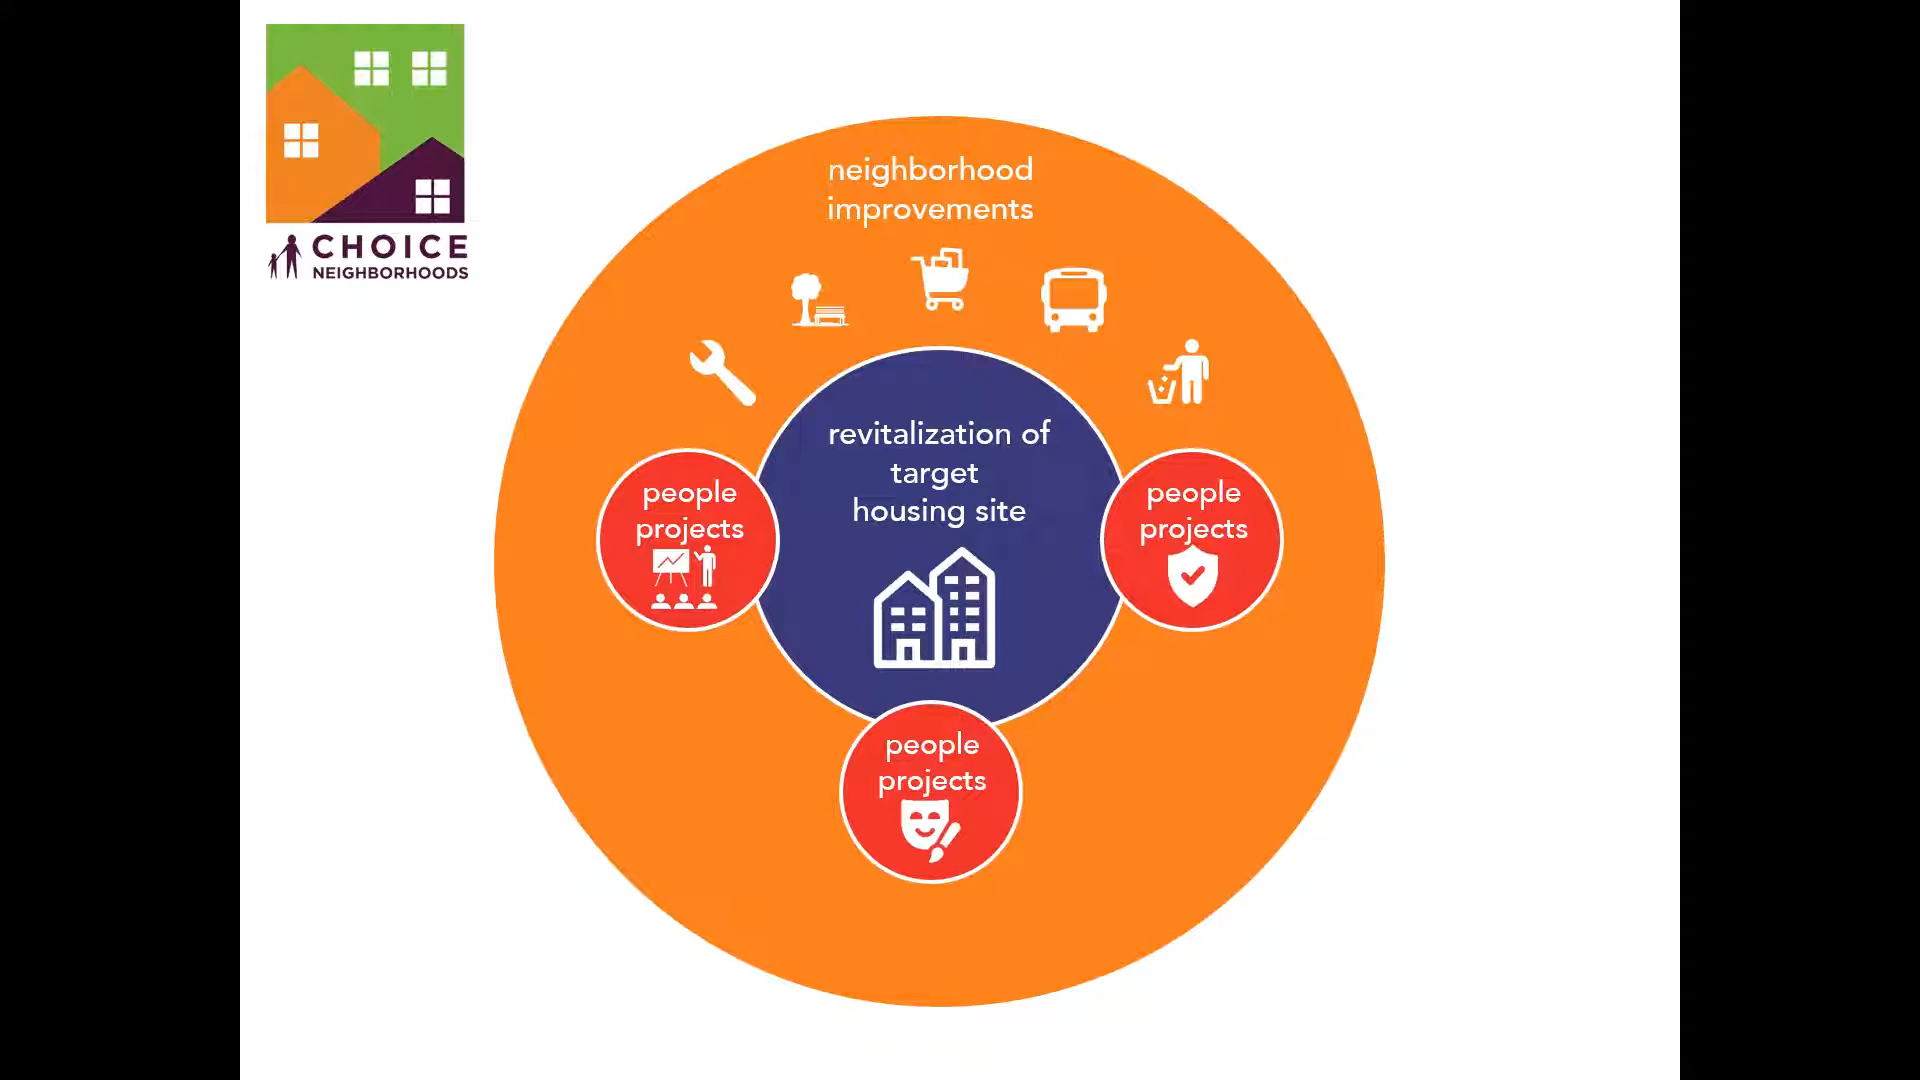 CHOICE
NEIGHBORHOODS
neighborhood
improvements
revitalization of
target
housing site
people
projects
people
projects
people
projects